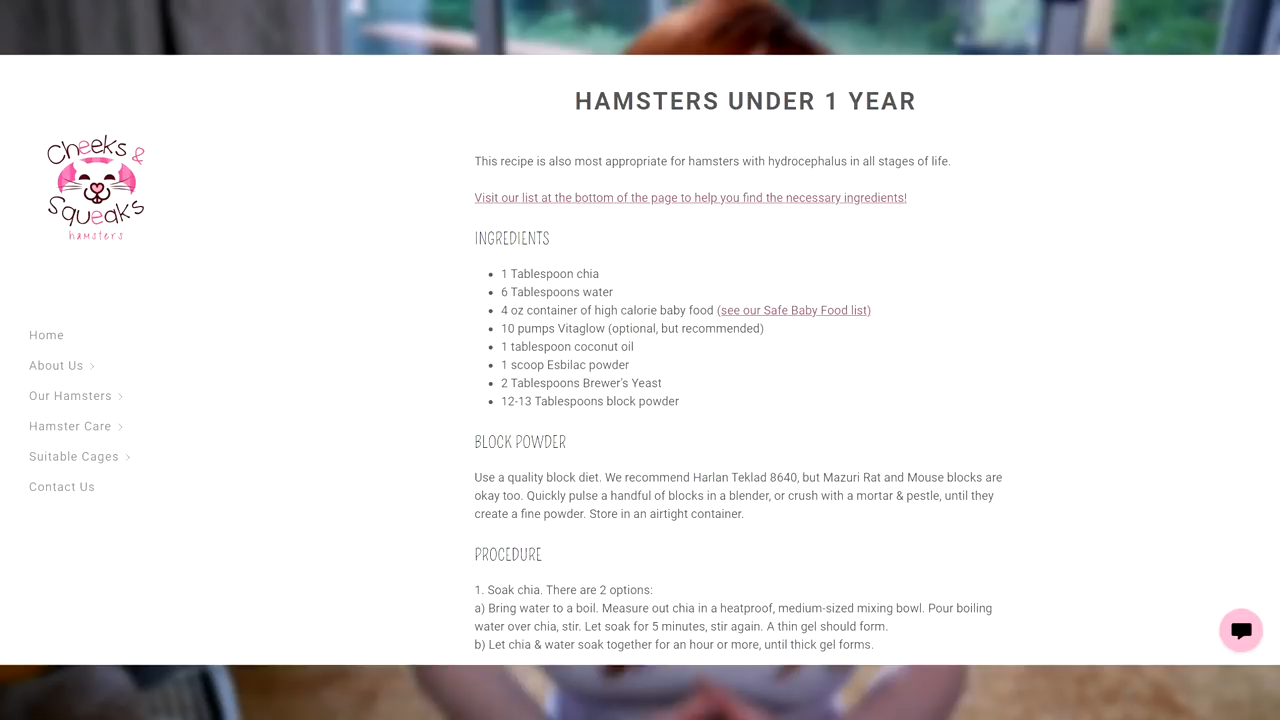 HAMSTERS UNDER 1 YEAR
Cheeks &
Squeaks
hamsters
Home
About Us
Our Hamsters
Hamster Care
Suitable Cages
Contact Us
This recipe is also most appropriate for hamsters with hydrocephalus in all stages of life.
Visit our list at the bottom of the page to help you find the necessary ingredients!
INGREDIENTS
• 1 Tablespoon chia
• 6 Tablespoons water
• 4 oz container of high calorie baby food (see our Safe Baby Food list)
• 10 pumps Vitaglow (optional, but recommended)
• 1 tablespoon coconut oil
• 1 scoop Esbilac powder
• 2 Tablespoons Brewer's Yeast
• 12-13 Tablespoons block powder
BLOCK POWDER
Use a quality block diet. We recommend Harlan Teklad 8640, but Mazuri Rat and Mouse blocks are
okay too. Quickly pulse a handful of blocks in a blender, or crush with a mortar & pestle, until they
create a fine powder. Store in an airtight container.
PROCEDURE
1. Soak chia. There are 2 options:
a) Bring water to a boil. Measure out chia in a heatproof, medium-sized mixing bowl. Pour boiling
water over chia, stir. Let soak for 5 minutes, stir again. A thin gel should form.
b) Let chia & water soak together for an hour or more, until thick gel forms.